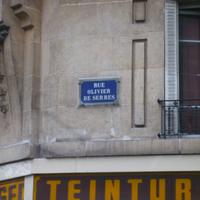 RUE
OLIVIER
DE SERRES
TEINTUR